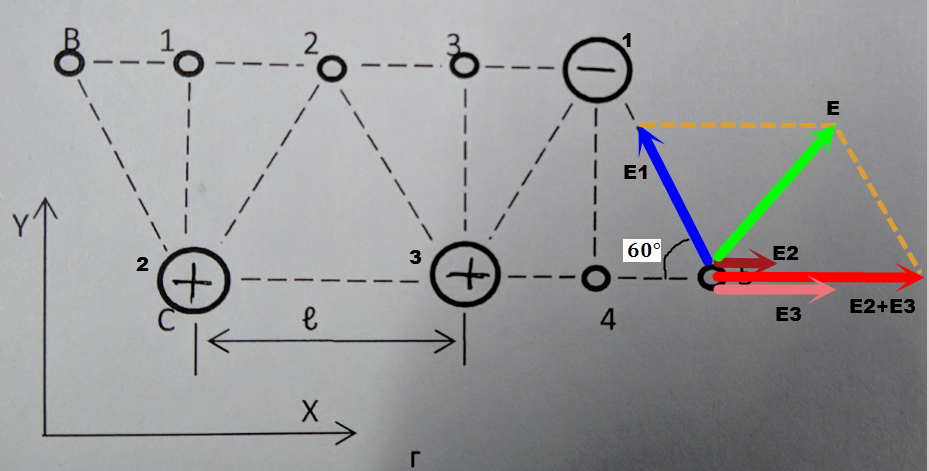 B 1 2 3 − 1
E
E1
Y
2 + 3 + 60° E2
C ℓ 4 E3 E2+E3
X
г